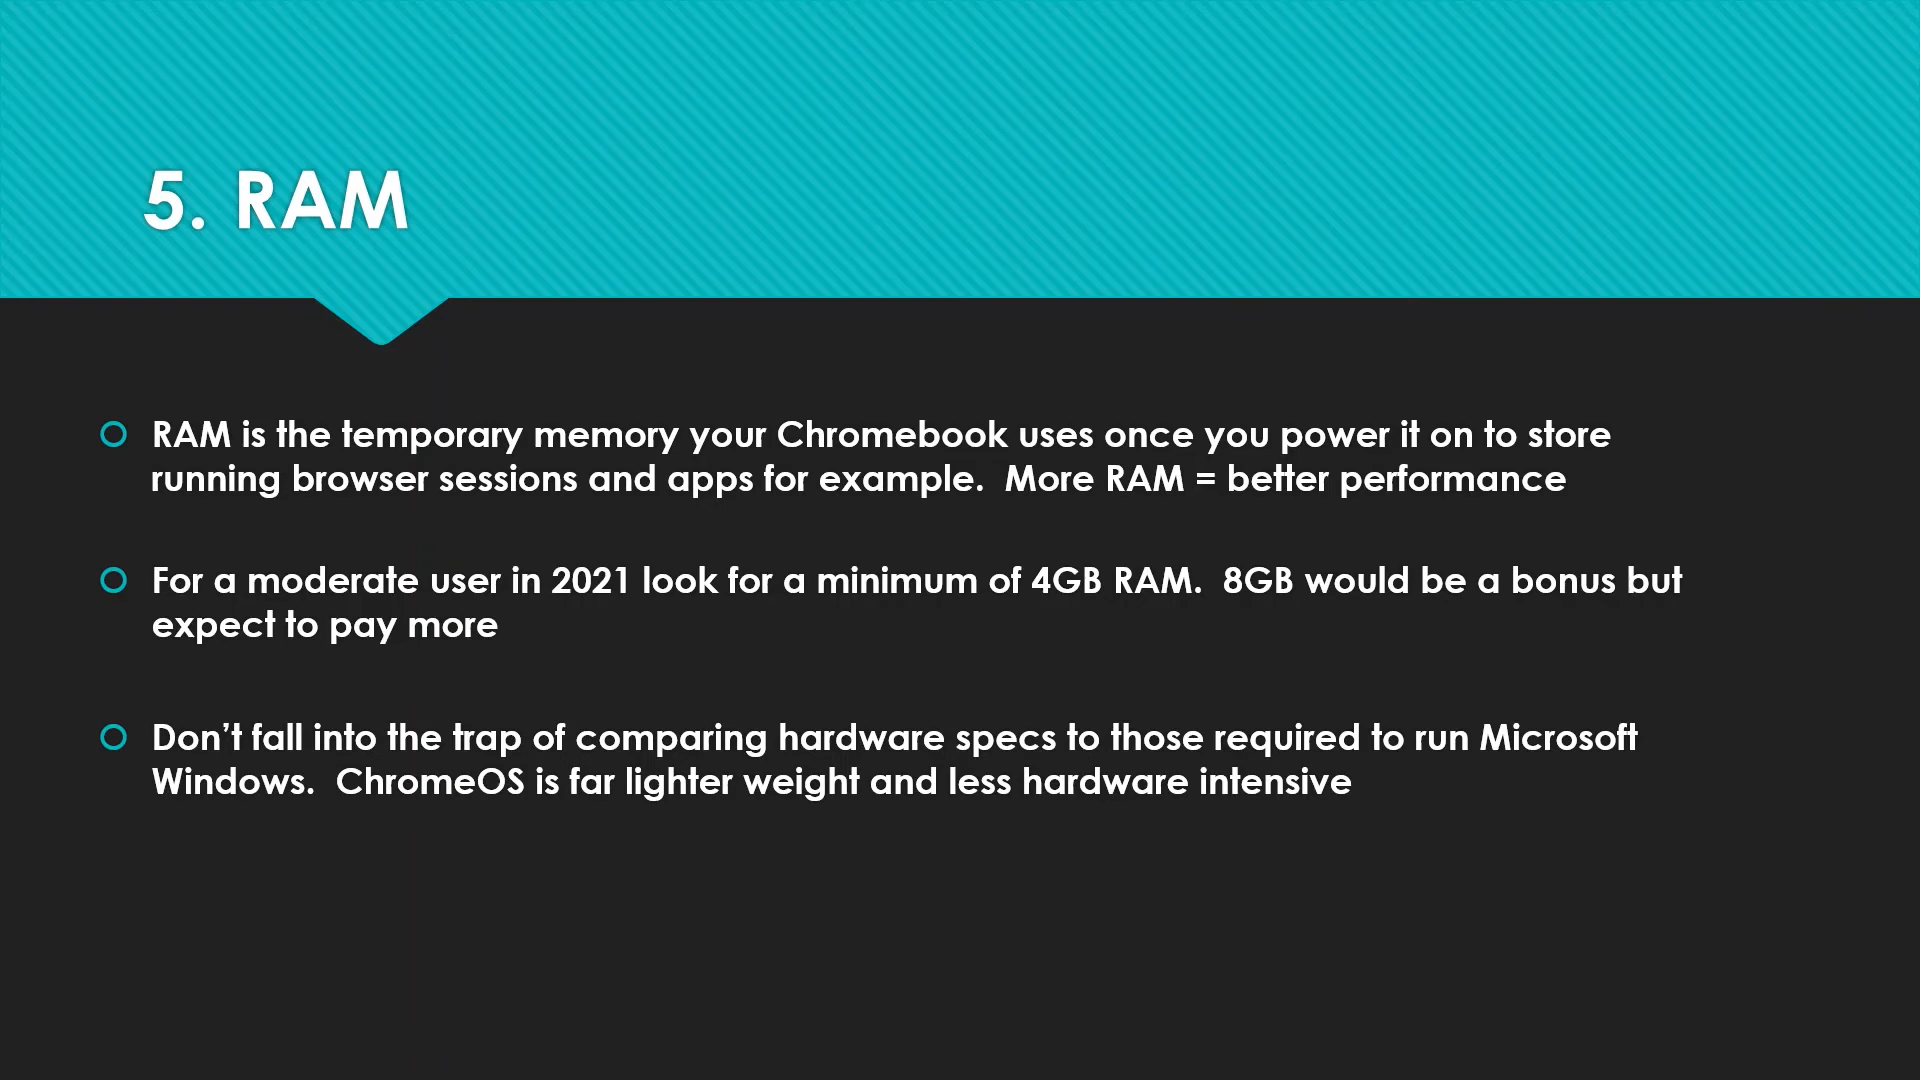 5. RAM
RAM is the temporary memory your Chromebook uses once you power it on to store
running browser sessions and apps for example.  More RAM = better performance
For a moderate user in 2021 look for a minimum of 4GB RAM.  8GB would be a bonus but
expect to pay more
Don’t fall into the trap of comparing hardware specs to those required to run Microsoft
Windows.  ChromeOS is far lighter weight and less hardware intensive